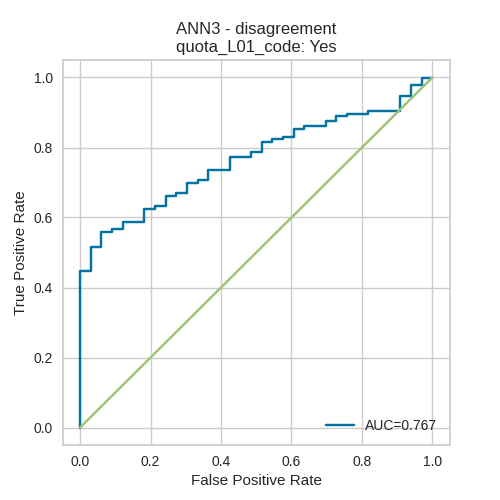 ANN3 - disagreement
quota_L01_code: Yes
True Positive Rate
1.0
0.8
0.6
0.4
0.2
0.0
AUC=0.767
0.0 0.2 0.4 0.6 0.8 1.0
False Positive Rate